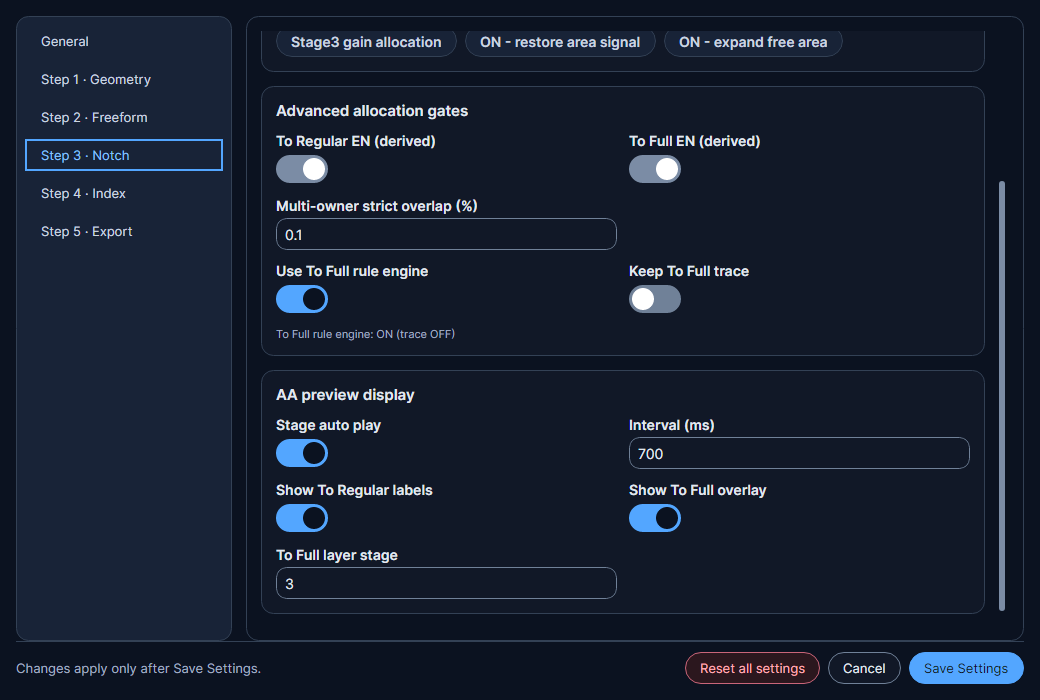 General
Step 1 · Geometry
Step 2 · Freeform
Step 3 · Notch
Step 4 · Index
Step 5 · Export
Stage3 gain allocation
ON - restore area signal
ON - expand free area
Advanced allocation gates
To Regular EN (derived)
To Full EN (derived)
Multi-owner strict overlap (%)
0.1
Use To Full rule engine
Keep To Full trace
To Full rule engine: ON (trace OFF)
AA preview display
Stage auto play
Interval (ms)
700
Show To Regular labels
Show To Full overlay
To Full layer stage
3
Changes apply only after Save Settings.
Reset all settings
Cancel
Save Settings